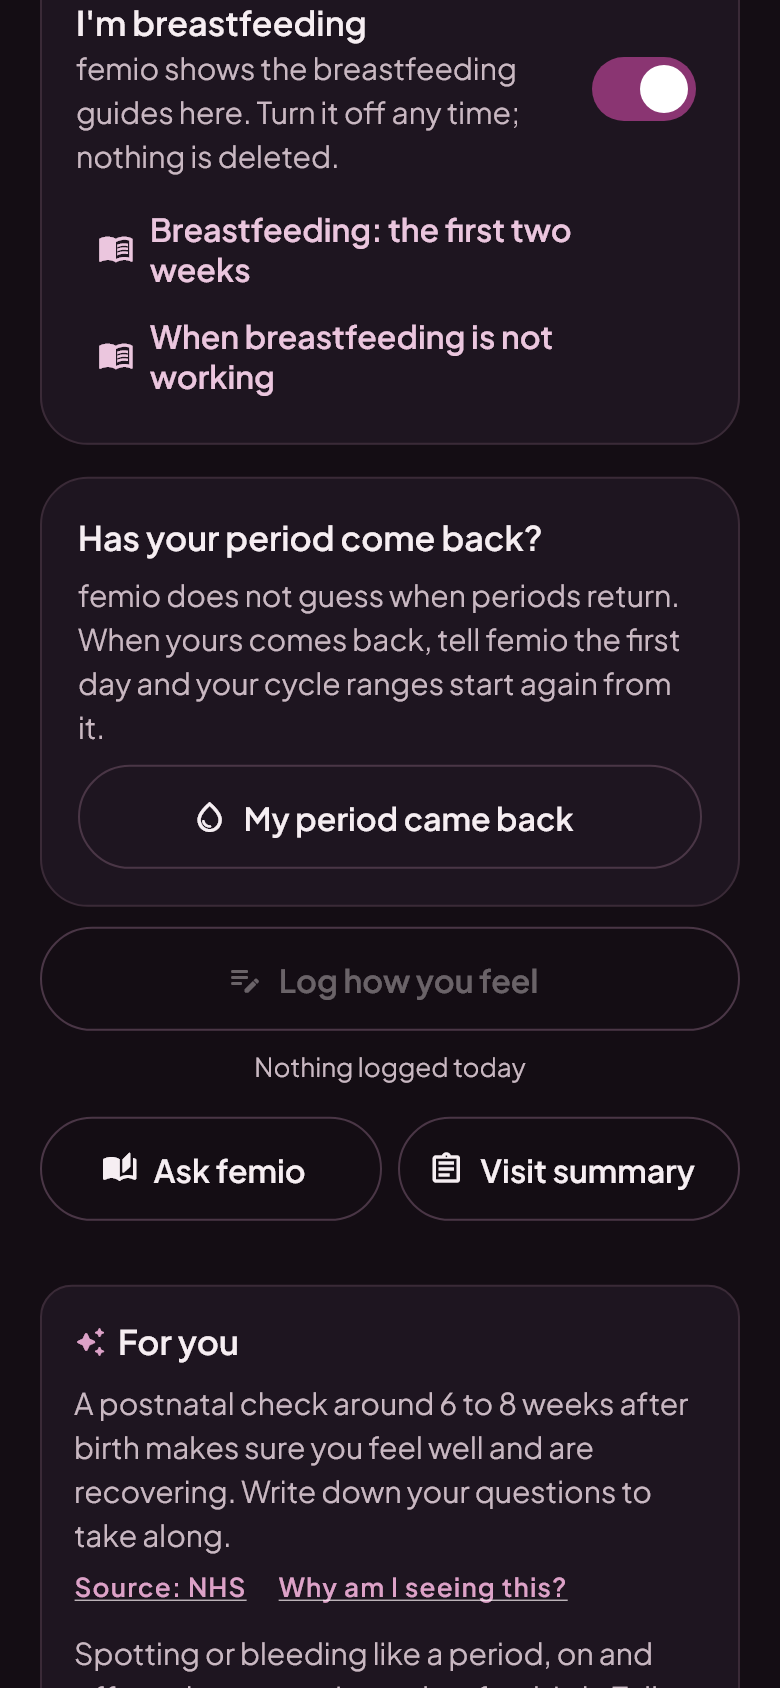 I'm breastfeeding
femio shows the breastfeeding
guides here. Turn it off any time;
nothing is deleted.
Breastfeeding: the first two
weeks
When breastfeeding is not
working
Has your period come back?
femio does not guess when periods return.
When yours comes back, tell femio the first
day and your cycle ranges start again from
it.
My period came back
Log how you feel
Nothing logged today
Ask femio
Visit summary
For you
A postnatal check around 6 to 8 weeks after
birth makes sure you feel well and are
recovering. Write down your questions to
take along.
Source: NHS
Why am I seeing this?
Spotting or bleeding like a period, on and